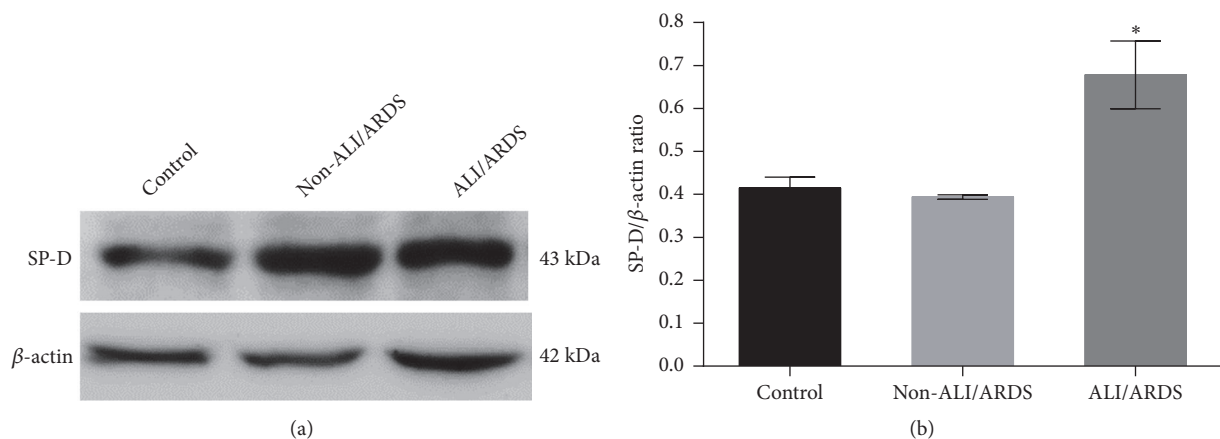 Control
Non-ALI/ARDS
ALI/ARDS
SP-D
43 kDa
β-actin
42 kDa
(a)
SP-D/β-actin ratio
0.8
0.7
0.6
0.5
0.4
0.3
0.2
0.1
0.0
*
Control
Non-ALI/ARDS
ALI/ARDS
(b)